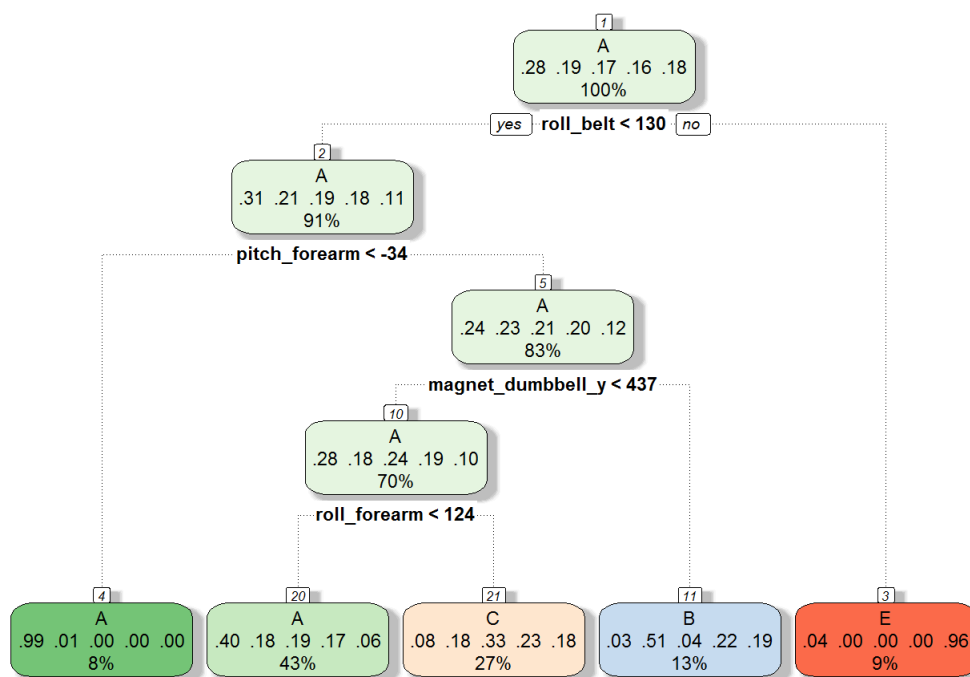 1
A
.28 .19 .17 .16 .18
100%
yes roll_belt < 130 no
2
A
.31 .21 .19 .18 .11
91%
pitch_forearm < -34
5
A
.24 .23 .21 .20 .12
83%
magnet_dumbbell_y < 437
10
A
.28 .18 .24 .19 .10
70%
roll_forearm < 124
4
A
.99 .01 .00 .00 .00
8%
20
A
.40 .18 .19 .17 .06
43%
21
C
.08 .18 .33 .23 .18
27%
11
B
.03 .51 .04 .22 .19
13%
3
E
.04 .00 .00 .00 .96
9%